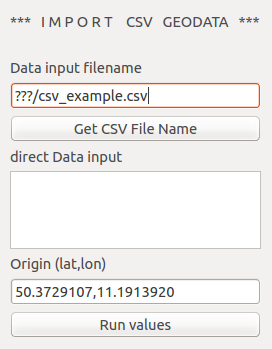 *** I M P O R T CSV GEODATA ***
Data input filename
???/csv_example.csv
Get CSV File Name
direct Data input
Origin (lat,lon)
50.3729107,11.1913920
Run values